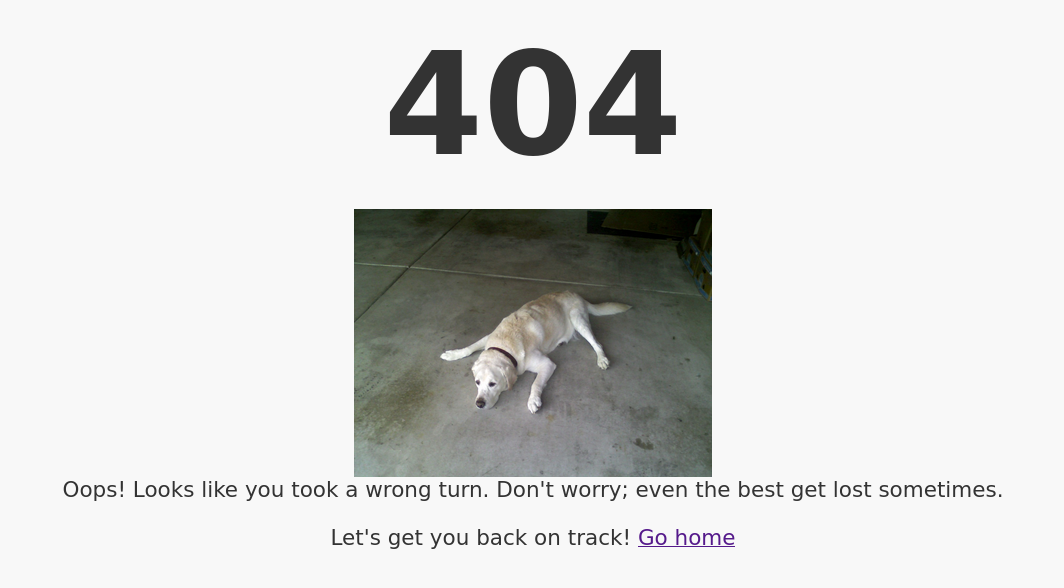 404
Oops! Looks like you took a wrong turn. Don't worry; even the best get lost sometimes.
Let's get you back on track! Go home